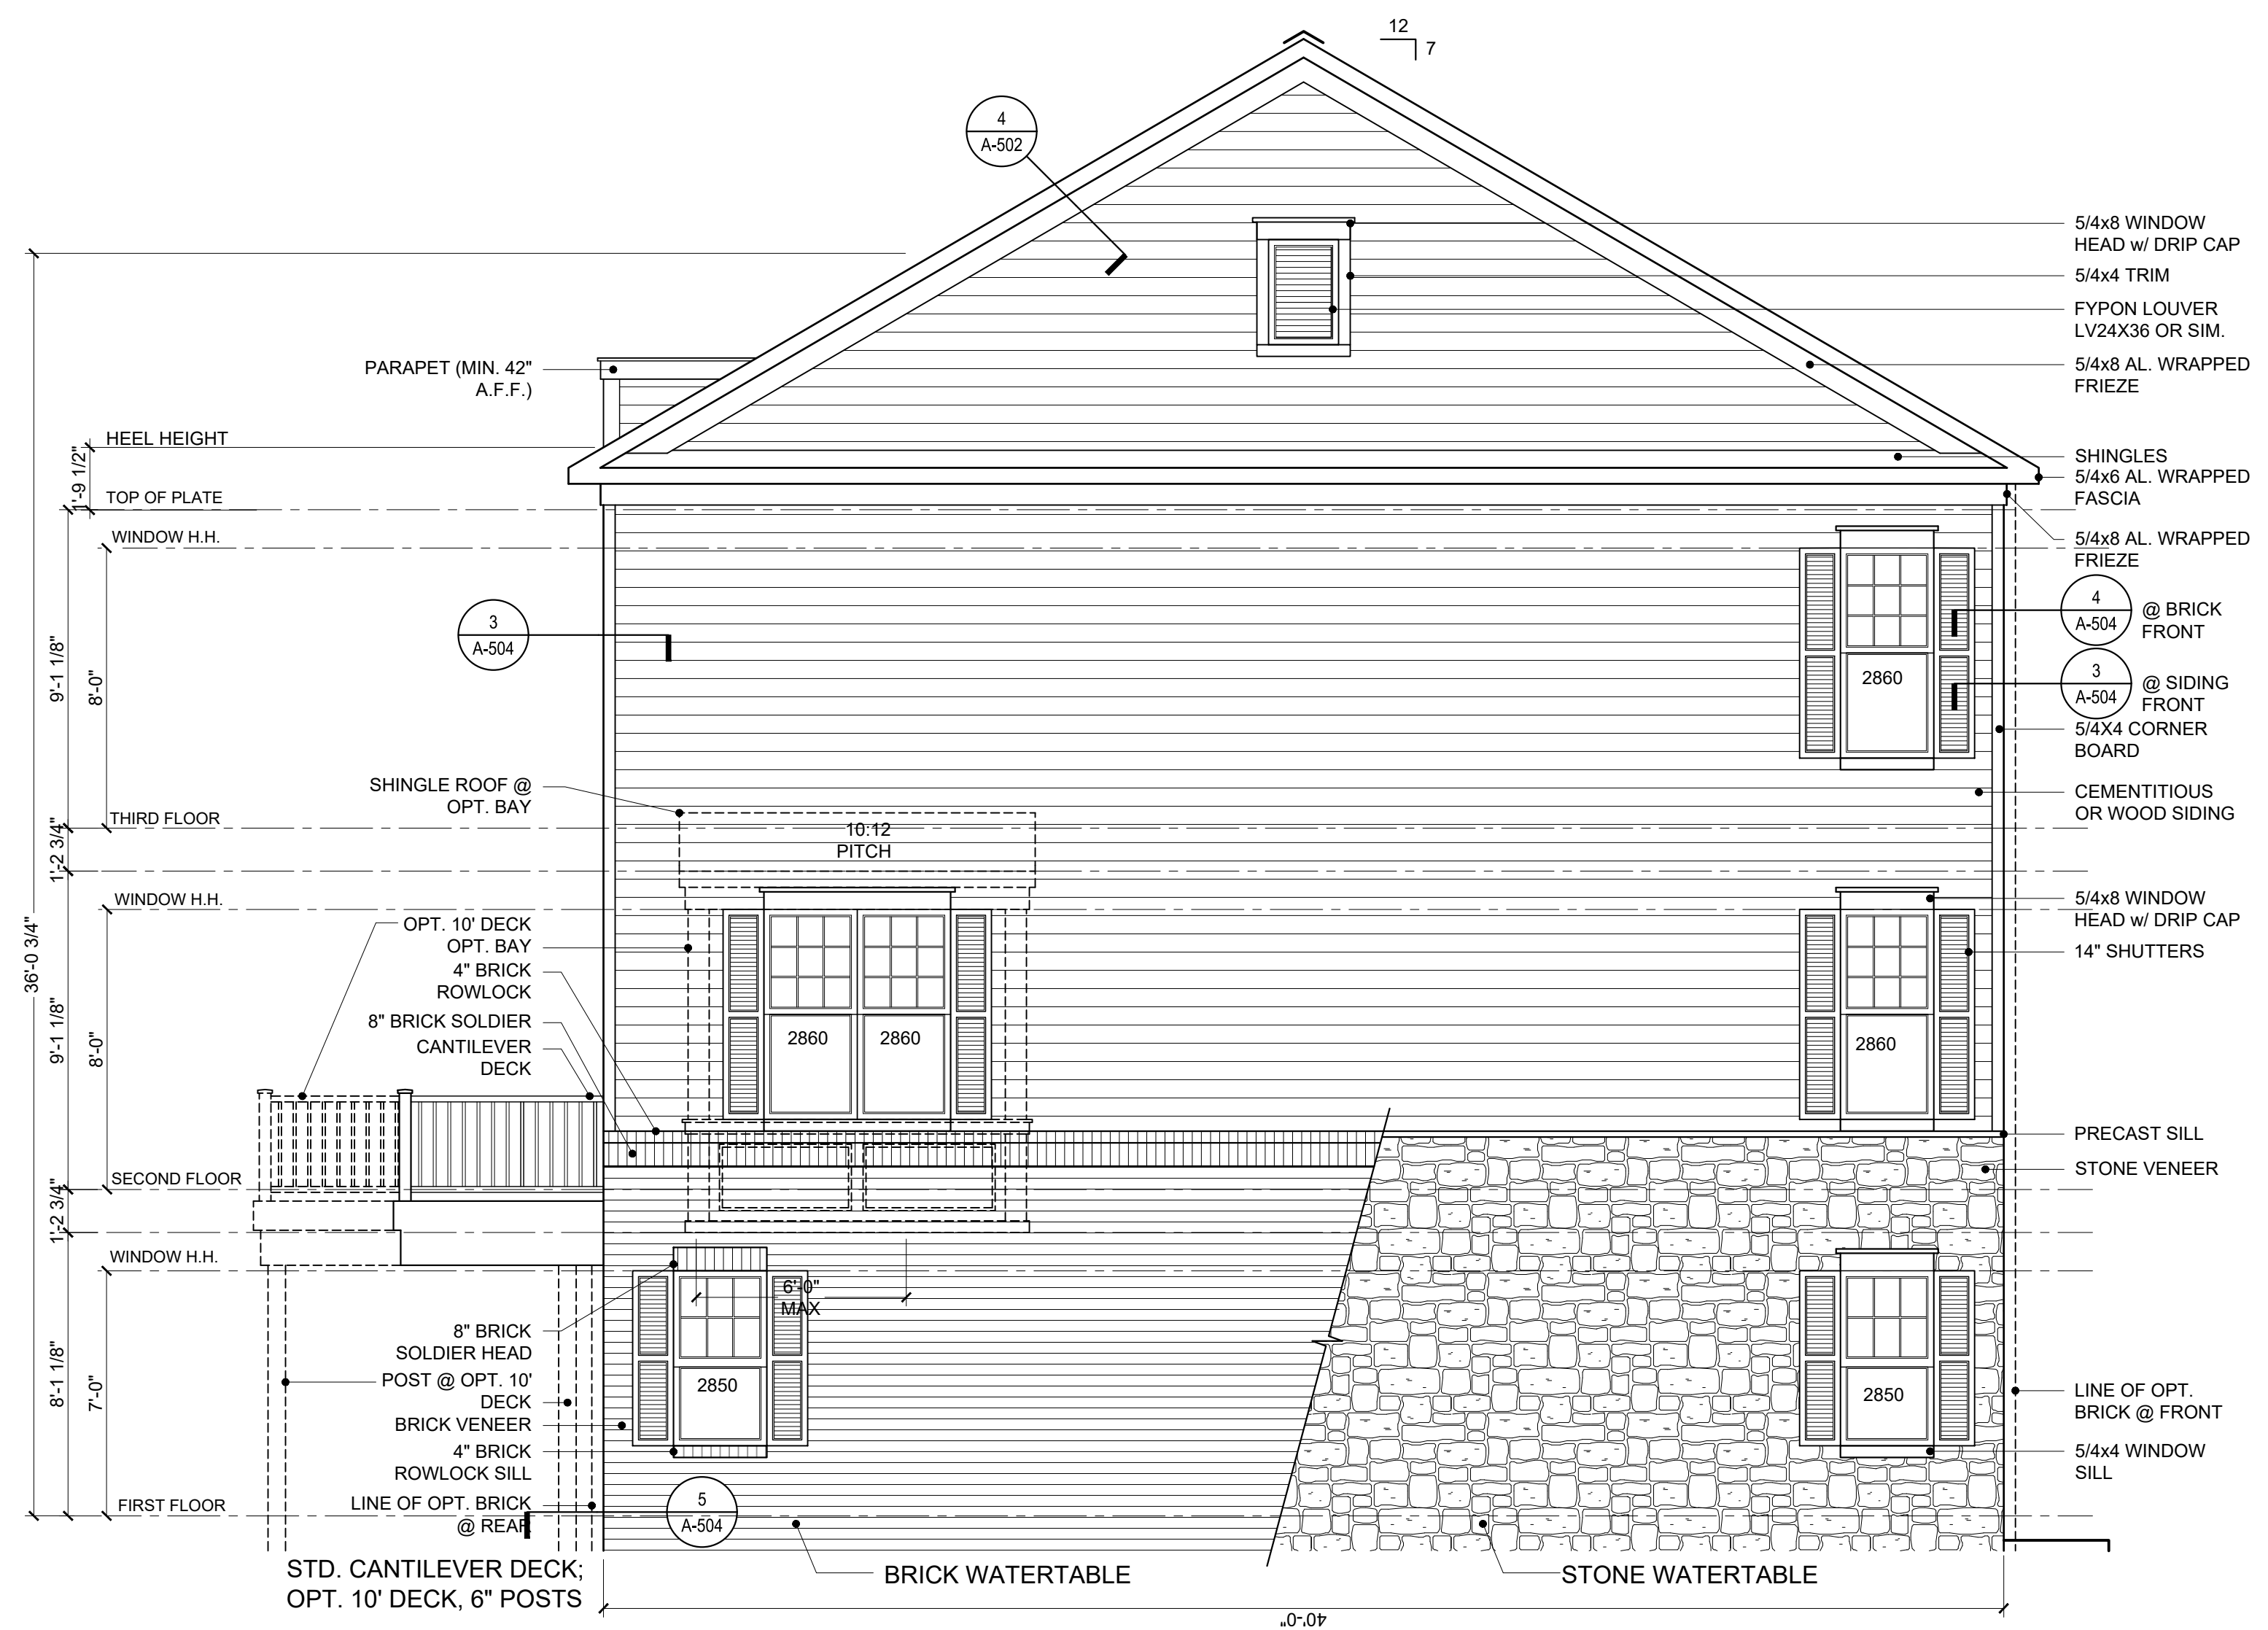 12
7
4
A-502
5/4x8 WINDOW
HEAD w/ DRIP CAP
5/4x4 TRIM
FYPON LOUVER
LV24X36 OR SIM.
5/4x8 AL. WRAPPED
FRIEZE
PARAPET (MIN. 42"
A.F.F.)
HEEL HEIGHT
1'-9 1/2"
TOP OF PLATE
WINDOW H.H.
SHINGLES
5/4x6 AL. WRAPPED
FASCIA
5/4x8 AL. WRAPPED
FRIEZE
4
A-504
@ BRICK
FRONT
3
A-504
@ SIDING
FRONT
5/4X4 CORNER
BOARD
3
A-504
2860
9'-1 1/8"
8'-0"
CEMENTITIOUS
OR WOOD SIDING
SHINGLE ROOF @
OPT. BAY
THIRD FLOOR
10:12
PITCH
1'-2 3/4"
WINDOW H.H.
5/4x8 WINDOW
HEAD w/ DRIP CAP
14" SHUTTERS
OPT. 10' DECK
OPT. BAY
4" BRICK
ROWLOCK
8" BRICK SOLDIER
CANTILEVER
DECK
36'-0 3/4"
9'-1 1/8"
8'-0"
2860
2860
2860
PRECAST SILL
STONE VENEER
SECOND FLOOR
1'-2 3/4"
WINDOW H.H.
6'-0"
MAX
8" BRICK
SOLDIER HEAD
POST @ OPT. 10'
DECK
BRICK VENEER
4" BRICK
ROWLOCK SILL
LINE OF OPT. BRICK
@ REAR
8'-1 1/8"
7'-0"
2850
2850
LINE OF OPT.
BRICK @ FRONT
5/4x4 WINDOW
SILL
FIRST FLOOR
5
A-504
STD. CANTILEVER DECK;
OPT. 10' DECK, 6" POSTS
BRICK WATERTABLE
STONE WATERTABLE
40'-0"